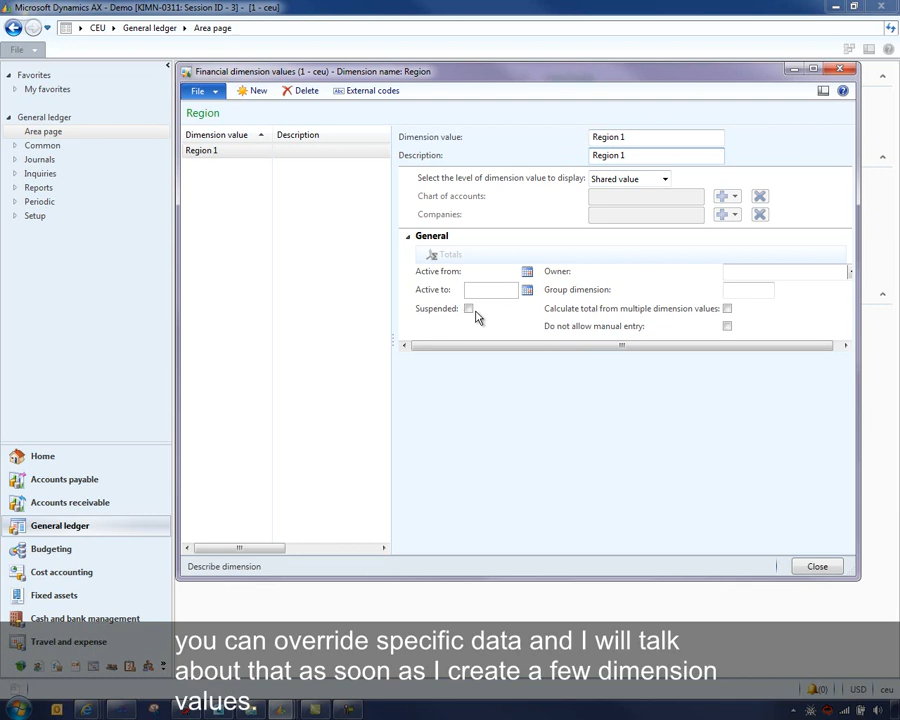 Microsoft Dynamics AX - Demo [KIMN-0311: Session ID - 3] - [1 - ceu]
CEU General ledger Area page
File
Favorites
My favorites
General ledger
Area page
Common
Journals
Inquiries
Reports
Periodic
Setup
Home
Accounts payable
Accounts receivable
General ledger
Budgeting
Cost accounting
Fixed assets
Cash and bank management
Travel and expense
Financial dimension values (1 - ceu) - Dimension name: Region
File New Delete External codes
Region
Dimension value Description
Region 1
Dimension value: Region 1
Description: Region 1
Select the level of dimension value to display: Shared value
Chart of accounts:
Companies:
General
Totals
Active from: Owner:
Active to: Group dimension:
Suspended: Calculate total from multiple dimension values:
Do not allow manual entry:
Describe dimension Close
you can override specific data and I will talk
about that as soon as I create a few dimension
values.
(0) USD ceu